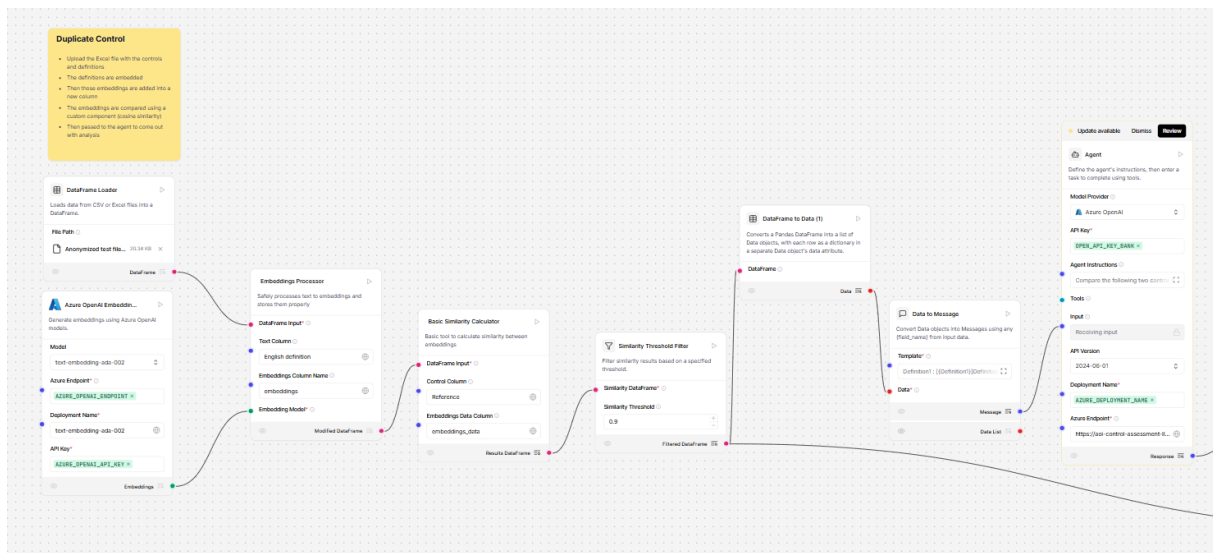 Duplicate Control
Upload the Excel file with the controls
and definitions
The definitions are embedded
Then those embeddings are added into a
new column
The embeddings are compared using a
custom component (cosine similarity)
Then passed to the agent to come out
with analysis
DataFrame Loader
Loads data from CSV or Excel files into a
DataFrame.
File Path
Anonymized test file... 20.34 KB
DataFrame
Azure OpenAI Embeddin...
Generate embeddings using Azure OpenAI
models.
Model
text-embedding-ada-002
Azure Endpoint*
AZURE_OPENAI_ENDPOINT ×
Deployment Name*
text-embedding-ada-002
API Key*
AZURE_OPENAI_API_KEY ×
Embeddings
Embeddings Processor
Safely processes text to embeddings and
stores them properly
DataFrame Input*
Text Column
English definition
Embeddings Column Name
embeddings
Embedding Model*
Modified DataFrame
Basic Similarity Calculator
Basic tool to calculate similarity between
embeddings
DataFrame Input*
Control Column
Reference
Embeddings Data Column
embeddings_data
Results DataFrame
Similarity Threshold Filter
Filter similarity results based on a specified
threshold.
Similarity DataFrame*
Similarity Threshold
0.9
Filtered DataFrame
DataFrame to Data (1)
Converts a Pandas DataFrame into a list of
Data objects, with each row as a dictionary in
a separate Data object's data attribute.
DataFrame
Data
Data to Message
Convert Data objects into Messages using any
{field_name} from input data.
Template*
Data*
Message
Data List
Update available Dismiss Review
Agent
Define the agent's instructions, then enter a
task to complete using tools.
Model Provider
Azure OpenAI
API Key*
OPEN_API_KEY_BANK ×
Agent Instructions
Compare the following two contr
Tools
Input
Receiving input
API Version
2024-06-01
Deployment Name*
AZURE_DEPLOYMENT_NAME ×
Azure Endpoint*
Response